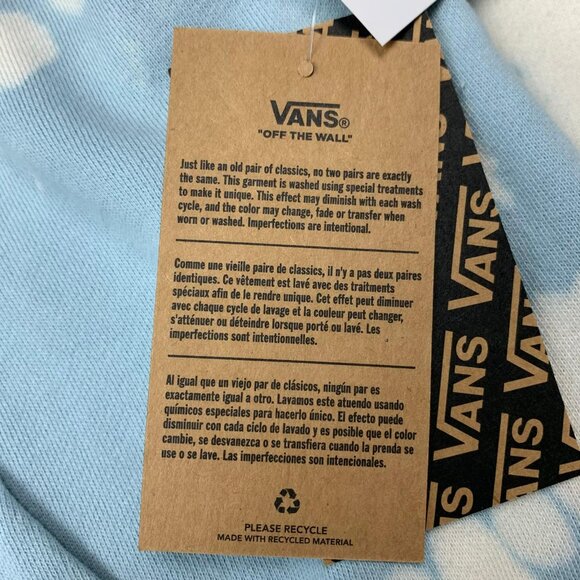 VANS®
"OFF THE WALL"
Just like an old pair of classics, no two pairs are exactly
the same. This garment is washed using special treatments
to make it unique. This effect may diminish with each wash
cycle, and the color may change, fade or transfer when
worn or washed. Imperfections are intentional.
Comme une vieille paire de classics, il n'y a pas deux paires
identiques. Ce vêtement est lavé avec des traitments
spéciaux afin de le rendre unique. Cet effet peut diminuer
avec chaque cycle de lavage et la couleur peut changer,
s'atténuer ou déteindre lorsque porté ou lavé. Les
imperfections sont intentionnelles.
Al igual que un viejo par de clásicos, ningún par es
exactamente igual a otro. Lavamos este atuendo usando
químicos especiales para hacerlo único. El efecto puede
disminuir con cada ciclo de lavado y es posible que el color
cambie, se desvanezca o se transfiera cuando la prenda se
use o se lave. Las imperfecciones son intencionales.
PLEASE RECYCLE
MADE WITH RECYCLED MATERIAL
VANS
VANS
VANS
VANS
VANS